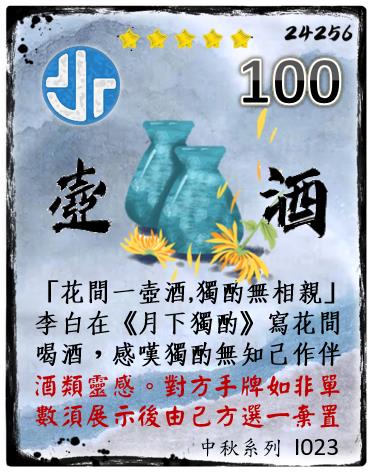 24256
100
壺 酒
「花間一壺酒,獨酌無相親」
李白在《月下獨酌》寫花間
喝酒，感嘆獨酌無知己作伴
酒類靈感。對方手牌如非單
數須展示後由己方選一棄置
中秋系列 I023